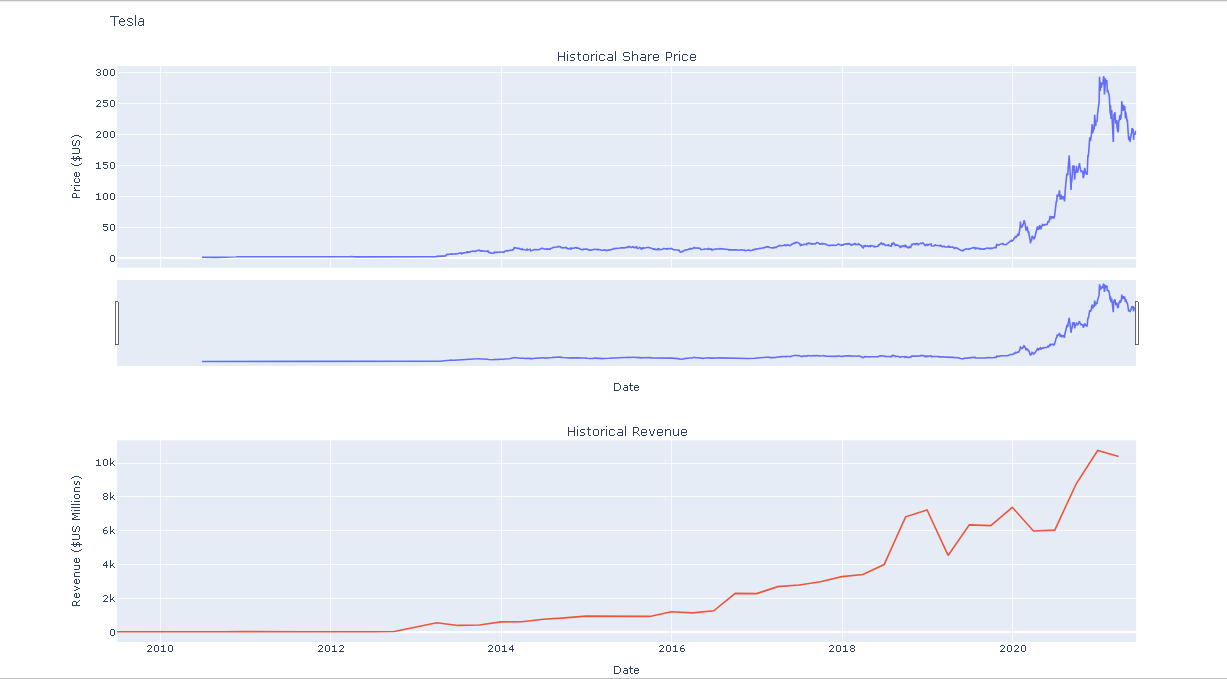 Tesla
Historical Share Price
300
250
200
150
100
50
0
Price ($US)
Date
Historical Revenue
10k
8k
6k
4k
2k
0
Revenue ($US Millions)
2010 2012 2014 2016 2018 2020
Date